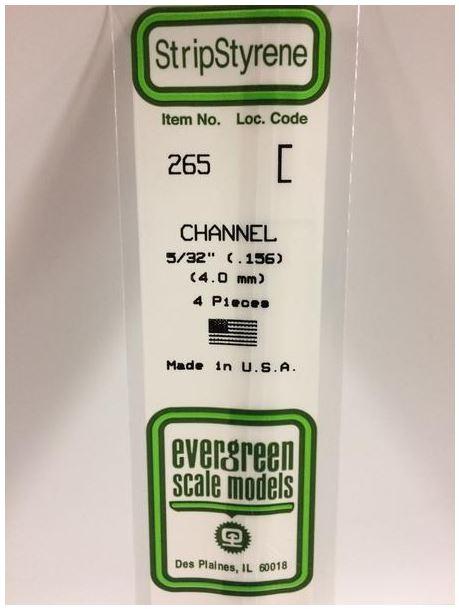 StripStyrene
Item No. Loc. Code
265 [
CHANNEL
5/32" (.156)
(4.0 mm)
4 Pieces
Made in U.S.A.
evergreen
scale models
Des Plaines, IL 60018